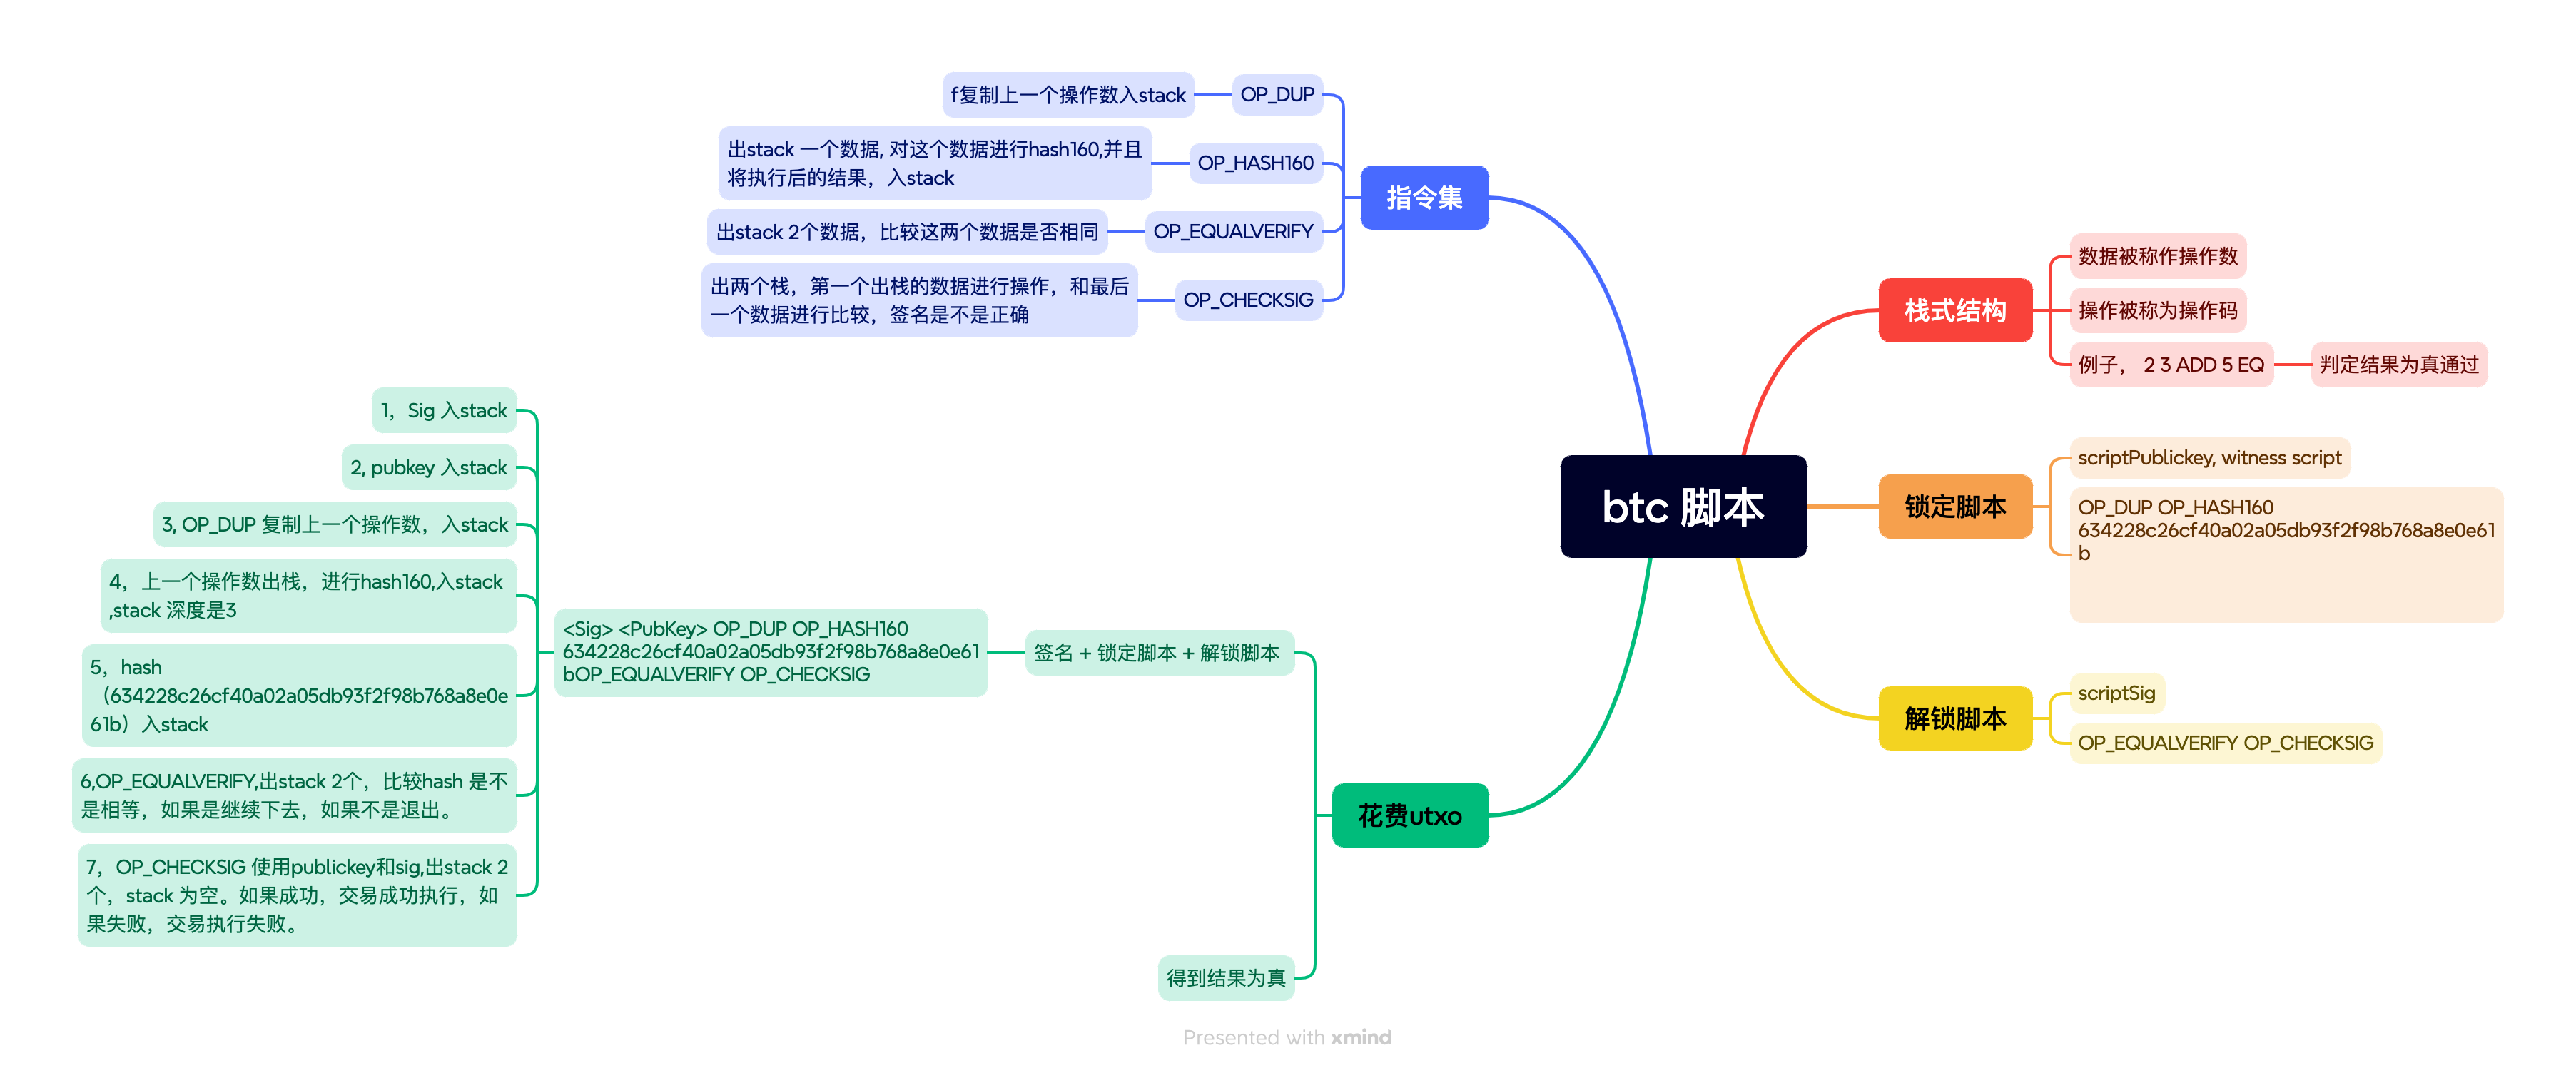 btc 脚本
指令集
OP_DUP
f复制上一个操作数入stack
OP_HASH160
出stack 一个数据, 对这个数据进行hash160,并且
将执行后的结果，入stack
OP_EQUALVERIFY
出stack 2个数据，比较这两个数据是否相同
OP_CHECKSIG
出两个栈，第一个出栈的数据进行操作，和最后
一个数据进行比较，签名是不是正确
栈式结构
数据被称作操作数
操作被称为操作码
例子， 2 3 ADD 5 EQ
判定结果为真通过
锁定脚本
scriptPublickey, witness script
OP_DUP OP_HASH160
634228c26cf40a02a05db93f2f98b768a8e0e61
b
解锁脚本
scriptSig
OP_EQUALVERIFY OP_CHECKSIG
花费utxo
签名 + 锁定脚本 + 解锁脚本
<Sig> <PubKey> OP_DUP OP_HASH160
634228c26cf40a02a05db93f2f98b768a8e0e61
bOP_EQUALVERIFY OP_CHECKSIG
1，Sig 入stack
2, pubkey 入stack
3, OP_DUP 复制上一个操作数，入stack
4，上一个操作数出栈，进行hash160,入stack
,stack 深度是3
5，hash
（634228c26cf40a02a05db93f2f98b768a8e0e
61b）入stack
6,OP_EQUALVERIFY,出stack 2个，比较hash 是不
是相等，如果是继续下去，如果不是退出。
7，OP_CHECKSIG 使用publickey和sig,出stack 2
个，stack 为空。如果成功，交易成功执行，如
果失败，交易执行失败。
得到结果为真
Presented with xmind